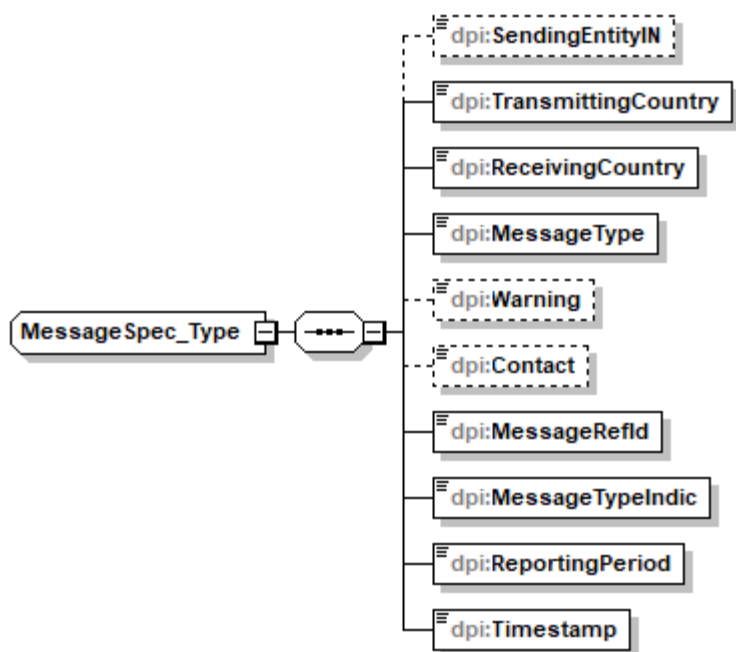 dpi:SendingEntityIN
dpi:TransmittingCountry
dpi:ReceivingCountry
dpi:MessageType
dpi:Warning
MessageSpec_Type
dpi:Contact
dpi:MessageRefId
dpi:MessageTypeIndic
dpi:ReportingPeriod
dpi:Timestamp